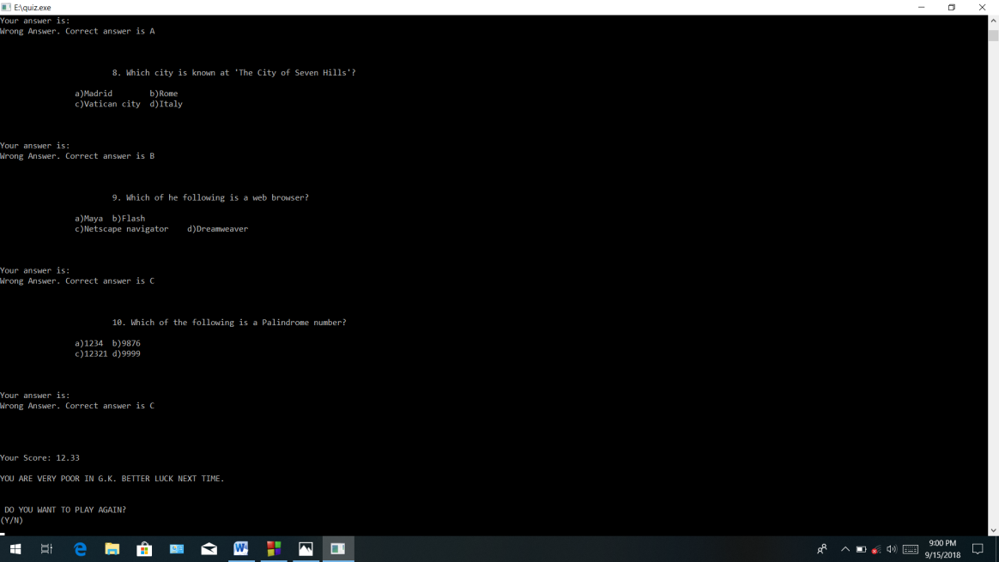 E:\quiz.exe
Your answer is:
Wrong Answer. Correct answer is A
8. Which city is known at 'The City of Seven Hills'?
a)Madrid b)Rome
c)Vatican city d)Italy
Your answer is:
Wrong Answer. Correct answer is B
9. Which of he following is a web browser?
a)Maya b)Flash
c)Netscape navigator d)Dreamweaver
Your answer is:
Wrong Answer. Correct answer is C
10. Which of the following is a Palindrome number?
a)1234 b)9876
c)12321 d)9999
Your answer is:
Wrong Answer. Correct answer is C
Your Score: 12.33
YOU ARE VERY POOR IN G.K. BETTER LUCK NEXT TIME.
DO YOU WANT TO PLAY AGAIN?
(Y/N)
9:00 PM
9/15/2018